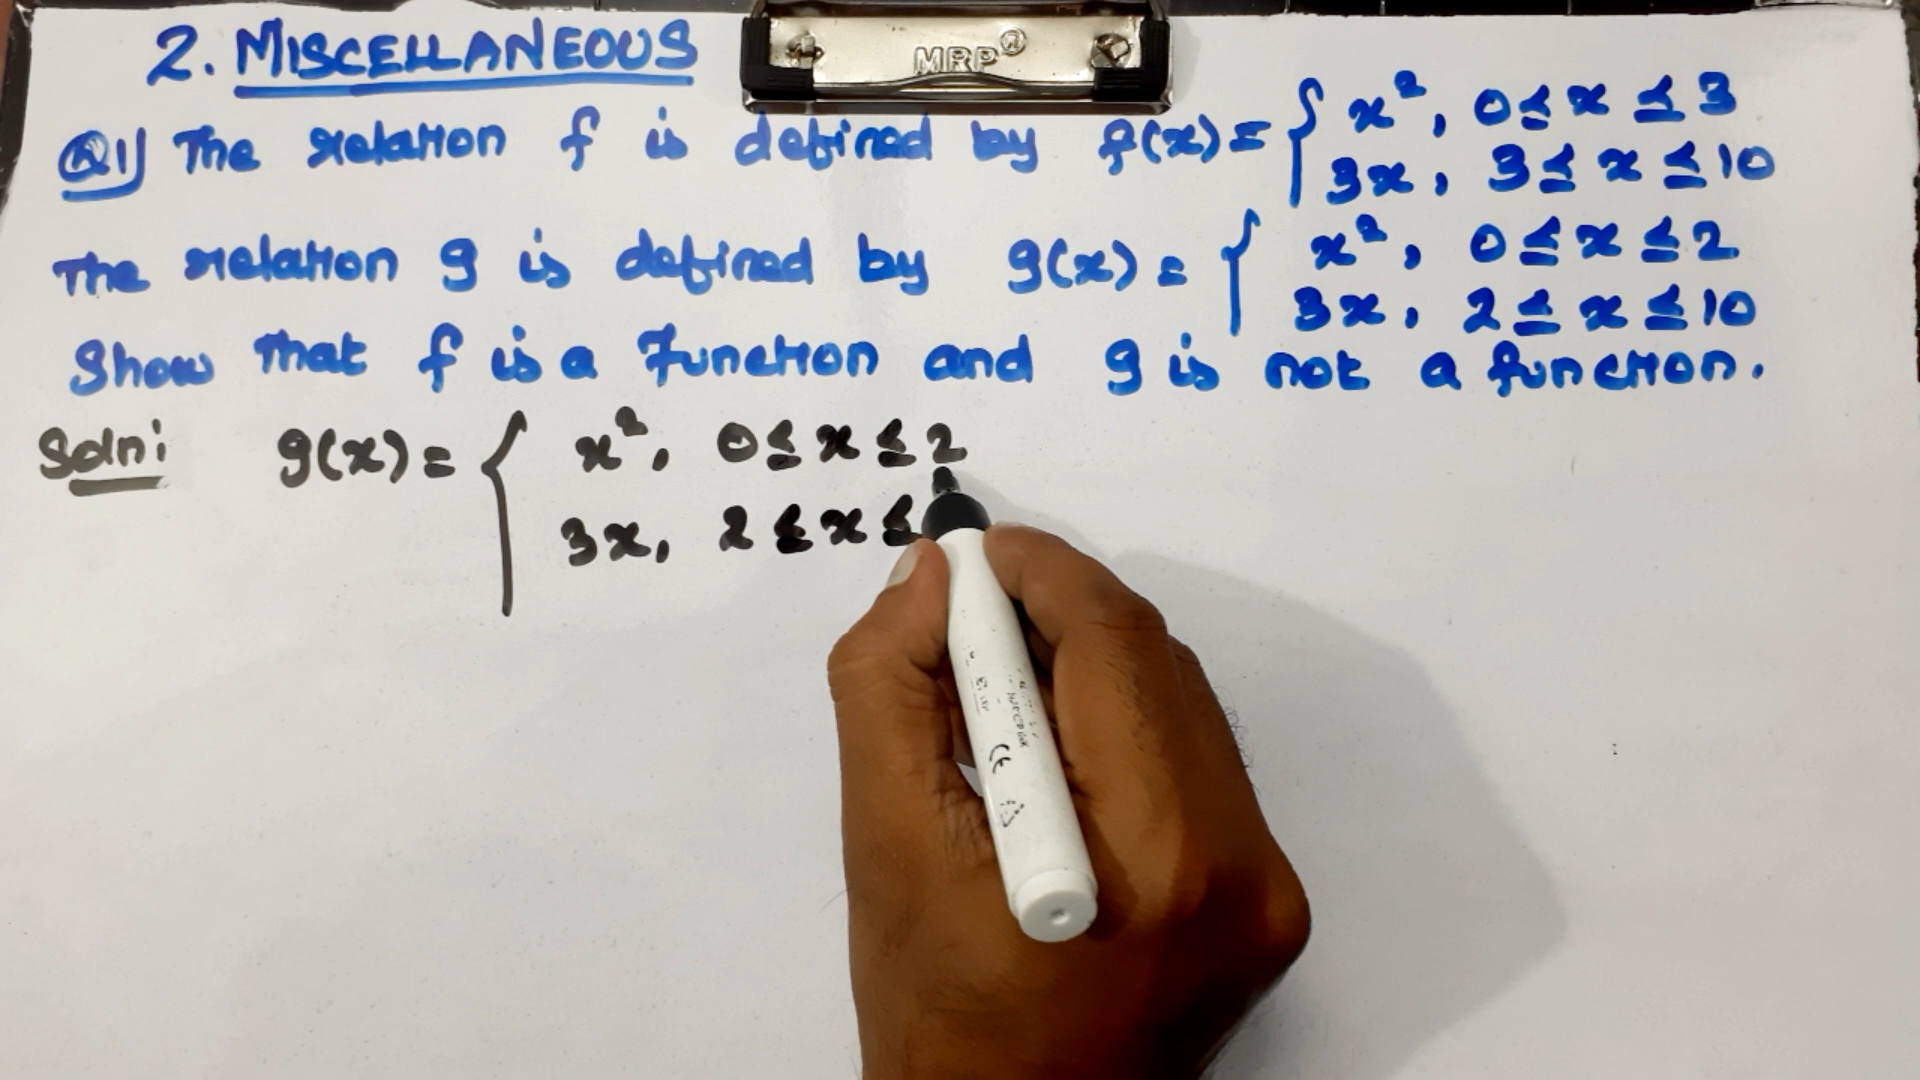 2. MISCELLANEOUS
MRP®
Q1) The relation f is defined by f(x) = { x², 0 ≤ x ≤ 3
3x, 3 ≤ x ≤ 10
The relation g is defined by g(x) = { x², 0 ≤ x ≤ 2
3x, 2 ≤ x ≤ 10
Show that f is a function and g is not a function.
Soln: g(x) = { x², 0 ≤ x ≤ 2
3x, 2 ≤ x ≤
CE